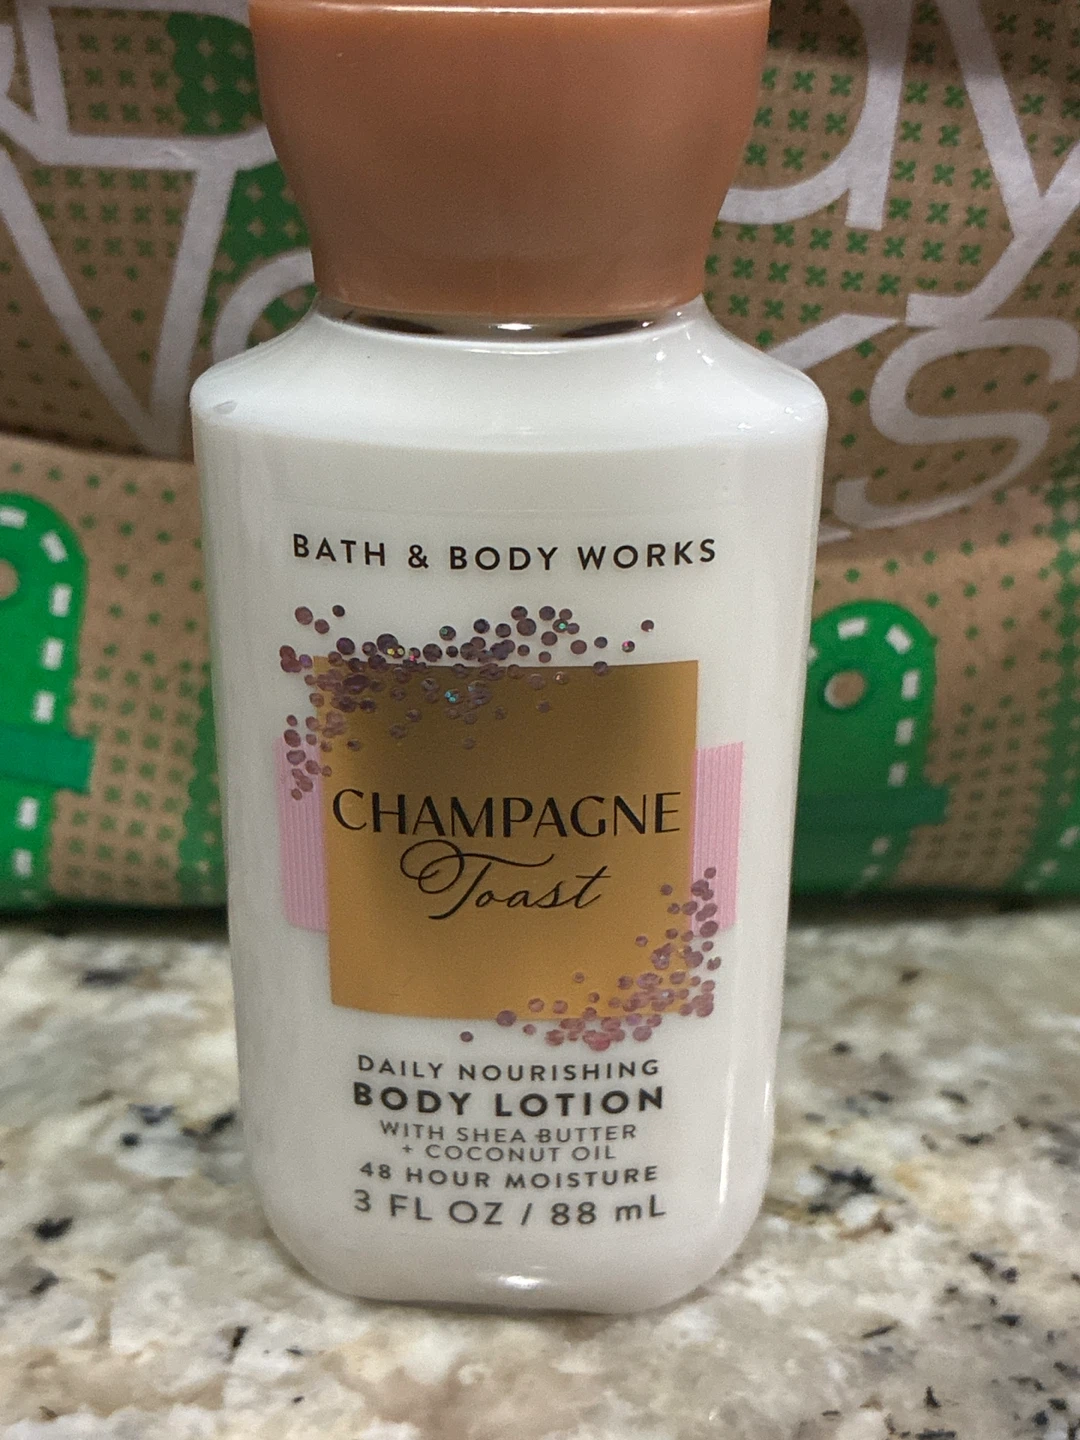 BATH & BODY WORKS
CHAMPAGNE
Toast
DAILY NOURISHING
BODY LOTION
WITH SHEA BUTTER
+ COCONUT OIL
48 HOUR MOISTURE
3 FL OZ / 88 mL